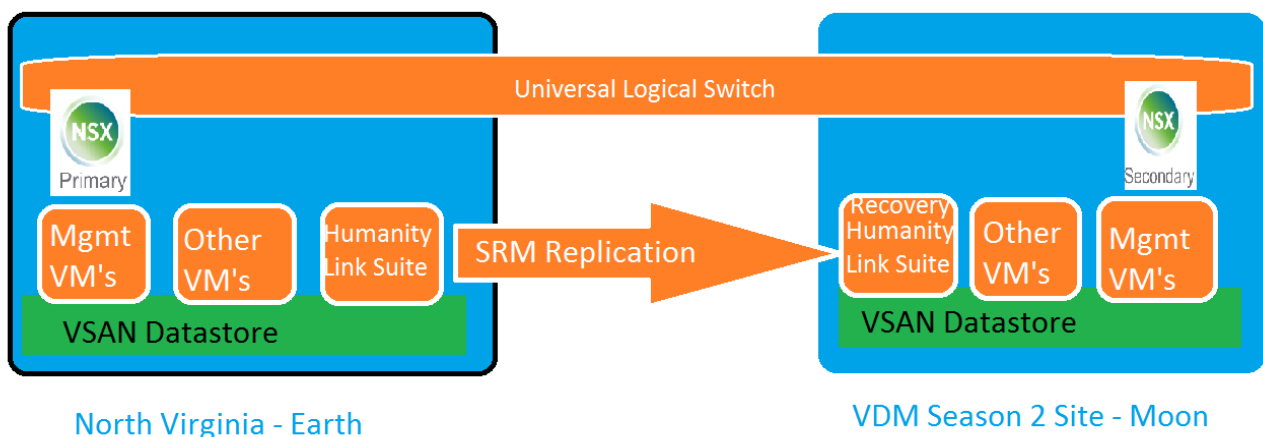 Universal Logical Switch
NSX
Primary
NSX
Secondary
Mgmt
VM's
Other
VM's
Humanity
Link Suite
SRM Replication
Recovery
Humanity
Link Suite
Other
VM's
Mgmt
VM's
VSAN Datastore
VSAN Datastore
North Virginia - Earth
VDM Season 2 Site - Moon